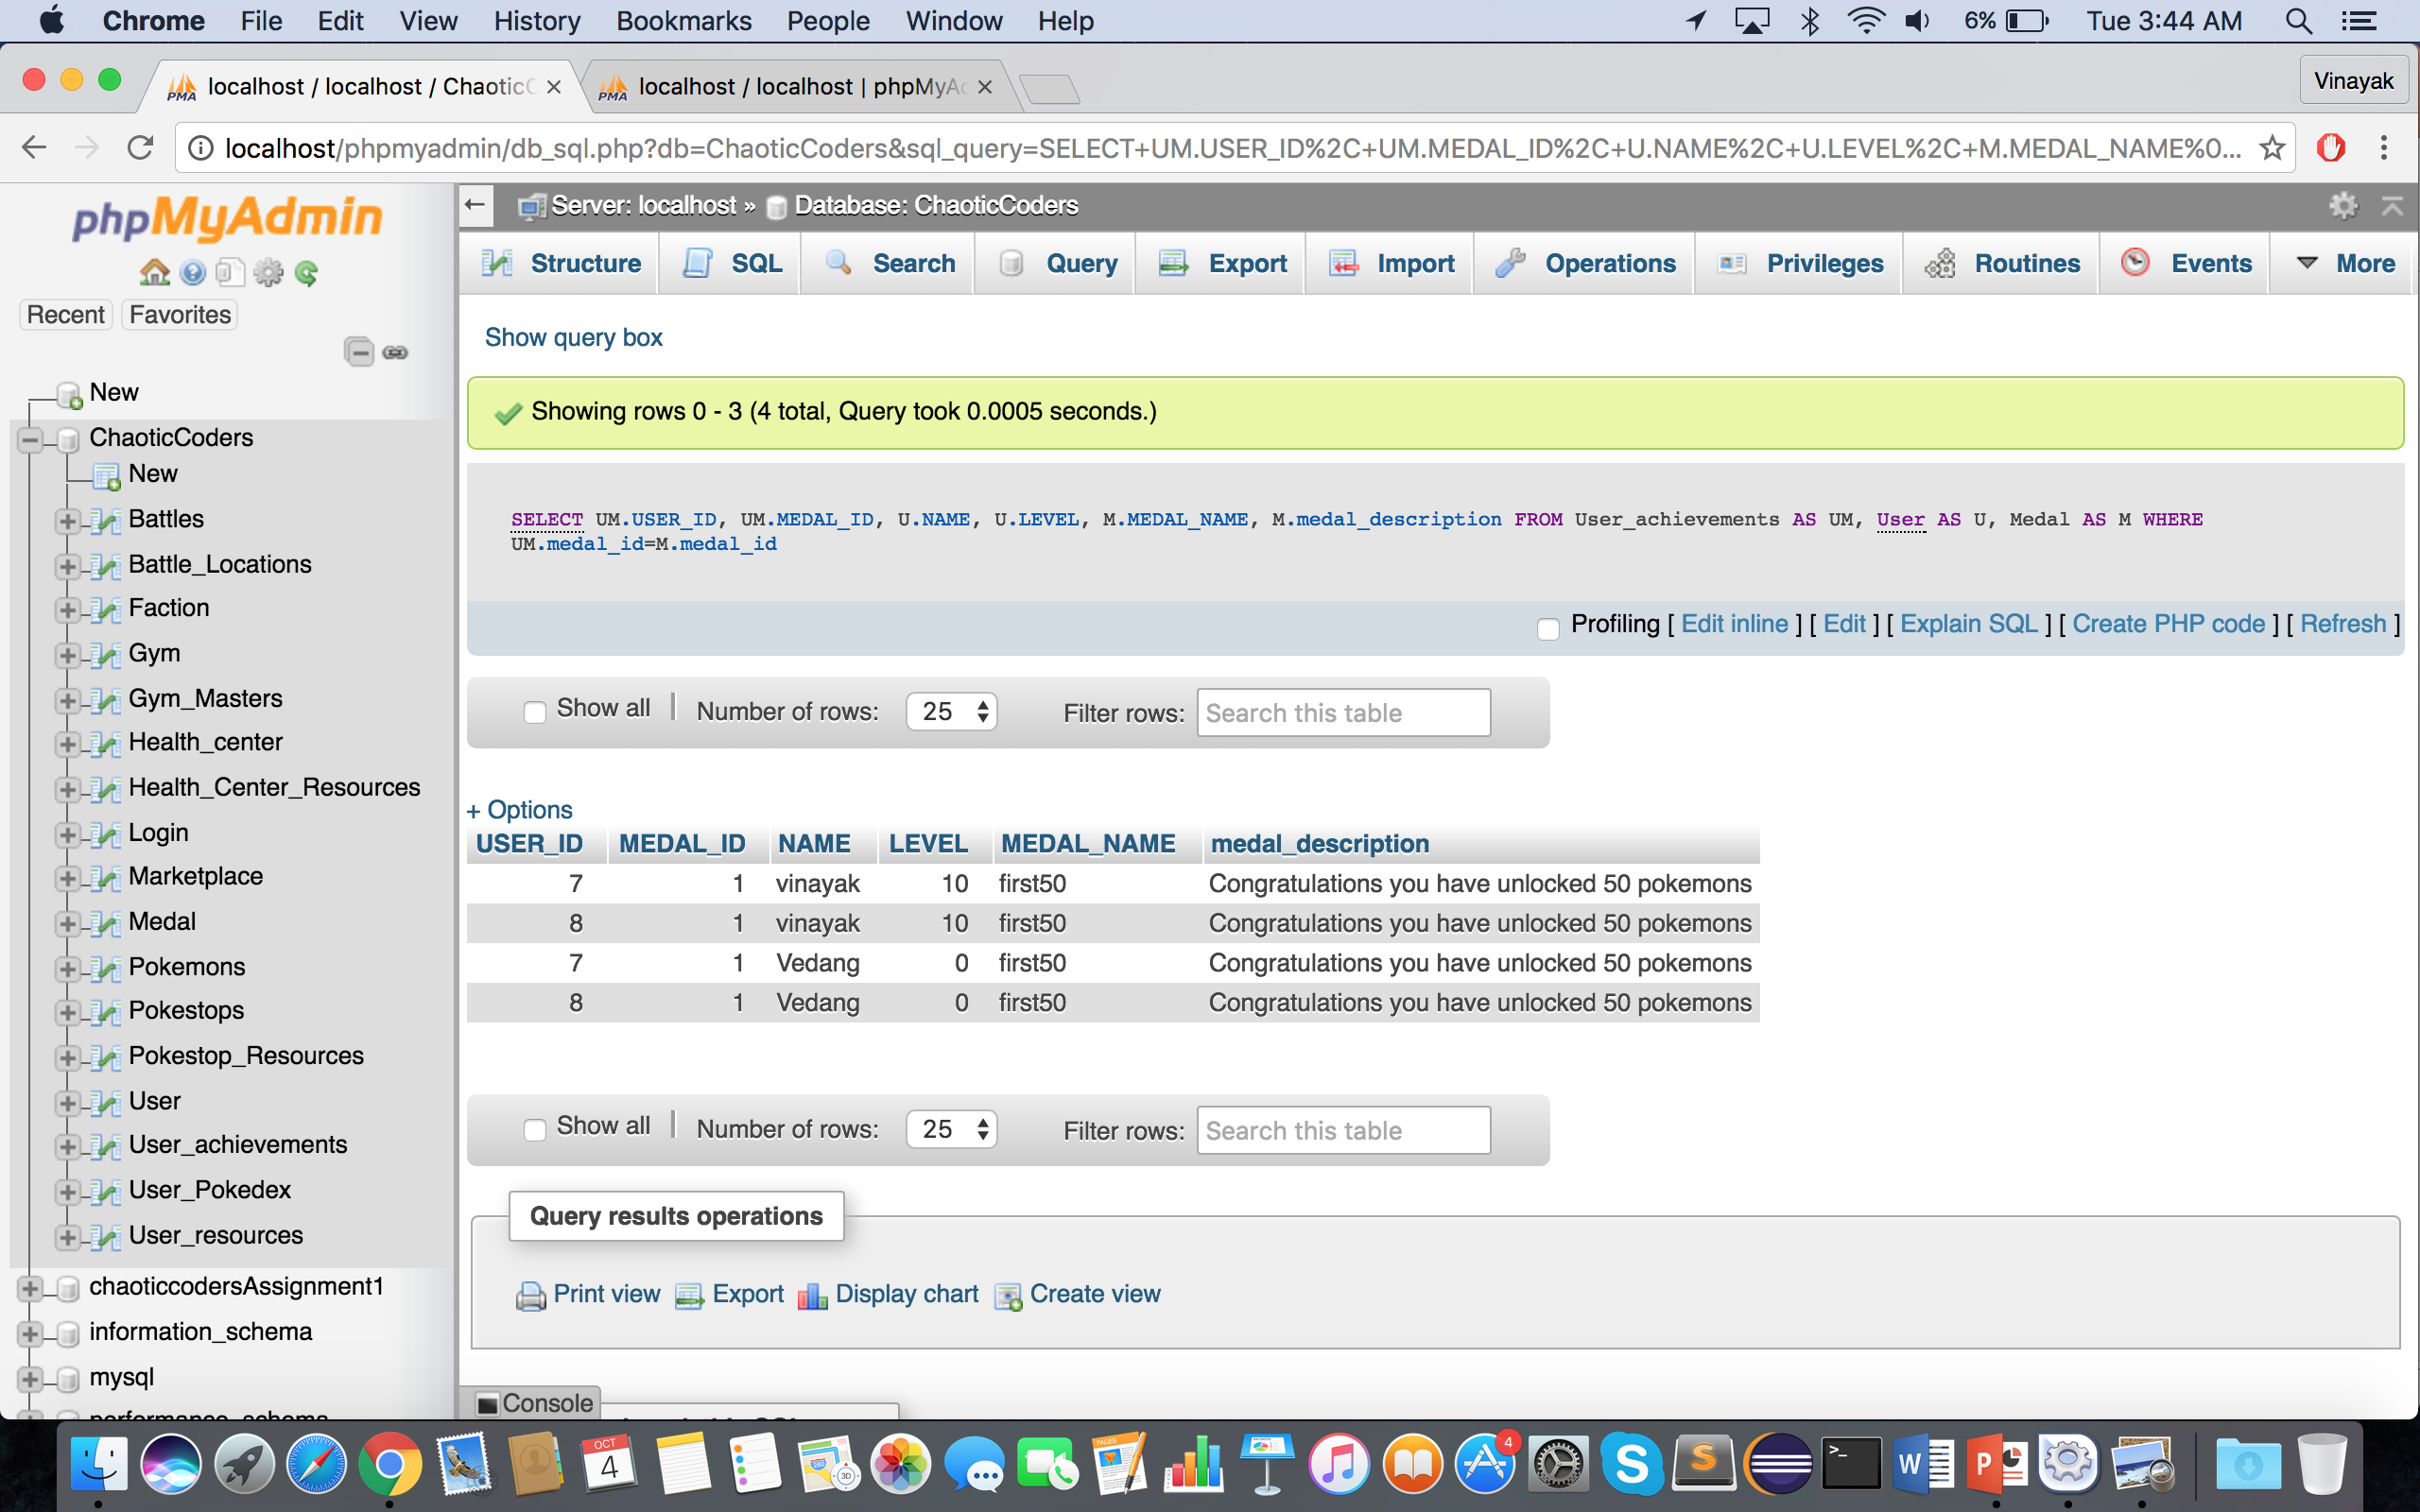 Chrome File Edit View History Bookmarks People Window Help 6% Tue 3:44 AM
localhost / localhost / Chaotic localhost / localhost | phpMyA Vinayak
localhost/phpmyadmin/db_sql.php?db=ChaoticCoders&sql_query=SELECT+UM.USER_ID%2C+UM.MEDAL_ID%2C+U.NAME%2C+U.LEVEL%2C+M.MEDAL_NAME%0...
phpMyAdmin
Recent Favorites
New
ChaoticCoders
New
Battles
Battle_Locations
Faction
Gym
Gym_Masters
Health_center
Health_Center_Resources
Login
Marketplace
Medal
Pokemons
Pokestops
Pokestop_Resources
User
User_achievements
User_Pokedex
User_resources
chaoticcodersAssignment1
information_schema
mysql
performance_schema
Server: localhost » Database: ChaoticCoders
Structure SQL Search Query Export Import Operations Privileges Routines Events More
Show query box
Showing rows 0 - 3 (4 total, Query took 0.0005 seconds.)
SELECT UM.USER_ID, UM.MEDAL_ID, U.NAME, U.LEVEL, M.MEDAL_NAME, M.medal_description FROM User_achievements AS UM, User AS U, Medal AS M WHERE
UM.medal_id=M.medal_id
Profiling [ Edit inline ] [ Edit ] [ Explain SQL ] [ Create PHP code ] [ Refresh ]
Show all | Number of rows: 25 Filter rows: Search this table
+ Options
USER_ID MEDAL_ID NAME LEVEL MEDAL_NAME medal_description
7 1 vinayak 10 first50 Congratulations you have unlocked 50 pokemons
8 1 vinayak 10 first50 Congratulations you have unlocked 50 pokemons
7 1 Vedang 0 first50 Congratulations you have unlocked 50 pokemons
8 1 Vedang 0 first50 Congratulations you have unlocked 50 pokemons
Show all | Number of rows: 25 Filter rows: Search this table
Query results operations
Print view Export Display chart Create view
Console
OCT
4
4